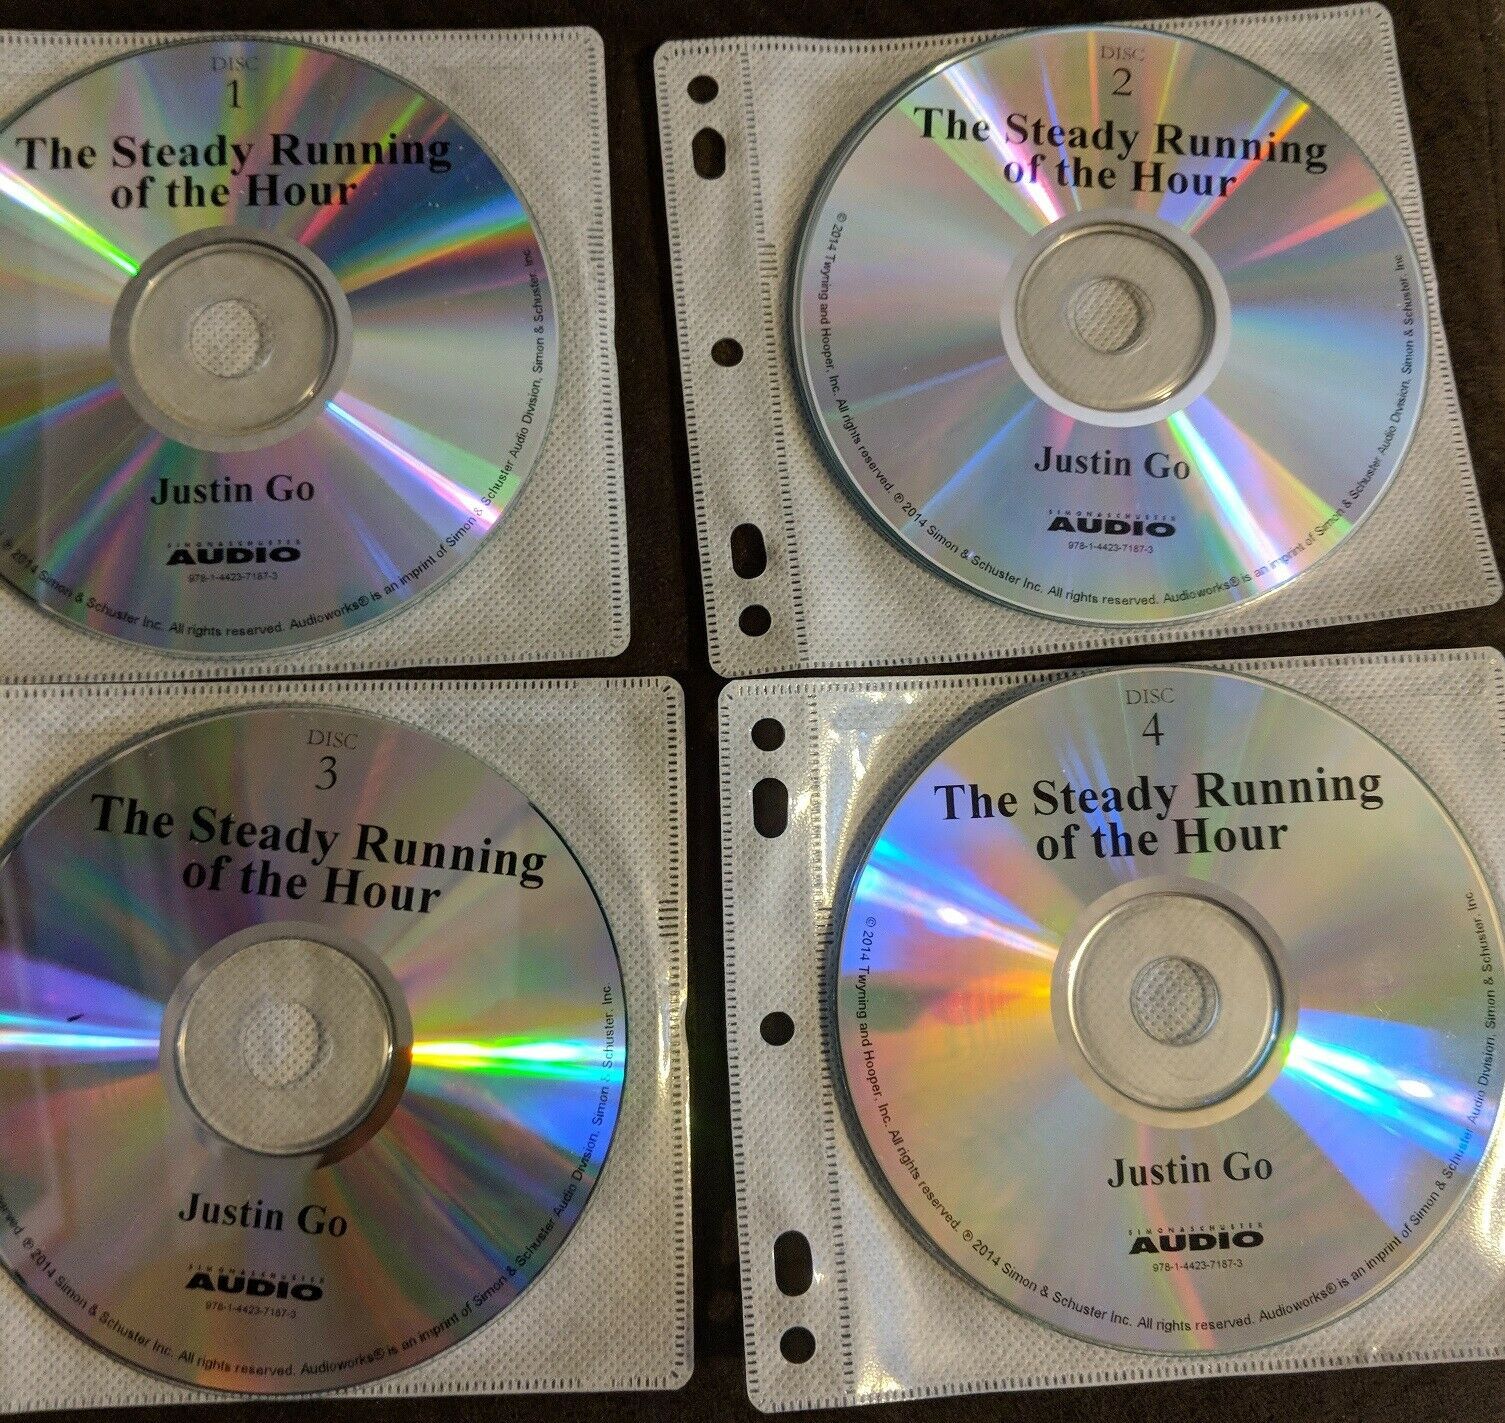 DISC
1
The Steady Running
of the Hour
Justin Go
SIMON & SCHUSTER
AUDIO
978-1-4423-7187-3
℗ 2014 Simon & Schuster Inc. All rights reserved. Audioworks® is an imprint of Simon & Schuster Audio Division, Simon & Schuster, Inc
DISC
2
The Steady Running
of the Hour
Justin Go
SIMON & SCHUSTER
AUDIO
978-1-4423-7187-3
© 2014 Twyning and Hooper, Inc. All rights reserved. ℗ 2014 Simon & Schuster Inc. All rights reserved. Audioworks® is an imprint of Simon & Schuster Audio Division, Simon & Schuster, Inc
DISC
3
The Steady Running
of the Hour
Justin Go
SIMON & SCHUSTER
AUDIO
978-1-4423-7187-3
℗ 2014 Simon & Schuster Inc. All rights reserved. Audioworks® is an imprint of Simon & Schuster Audio Division, Simon & Schuster, Inc
DISC
4
The Steady Running
of the Hour
Justin Go
SIMON & SCHUSTER
AUDIO
978-1-4423-7187-3
© 2014 Twyning and Hooper, Inc. All rights reserved. ℗ 2014 Simon & Schuster Inc. All rights reserved. Audioworks® is an imprint of Simon & Schuster Audio Division, Simon & Schuster, Inc